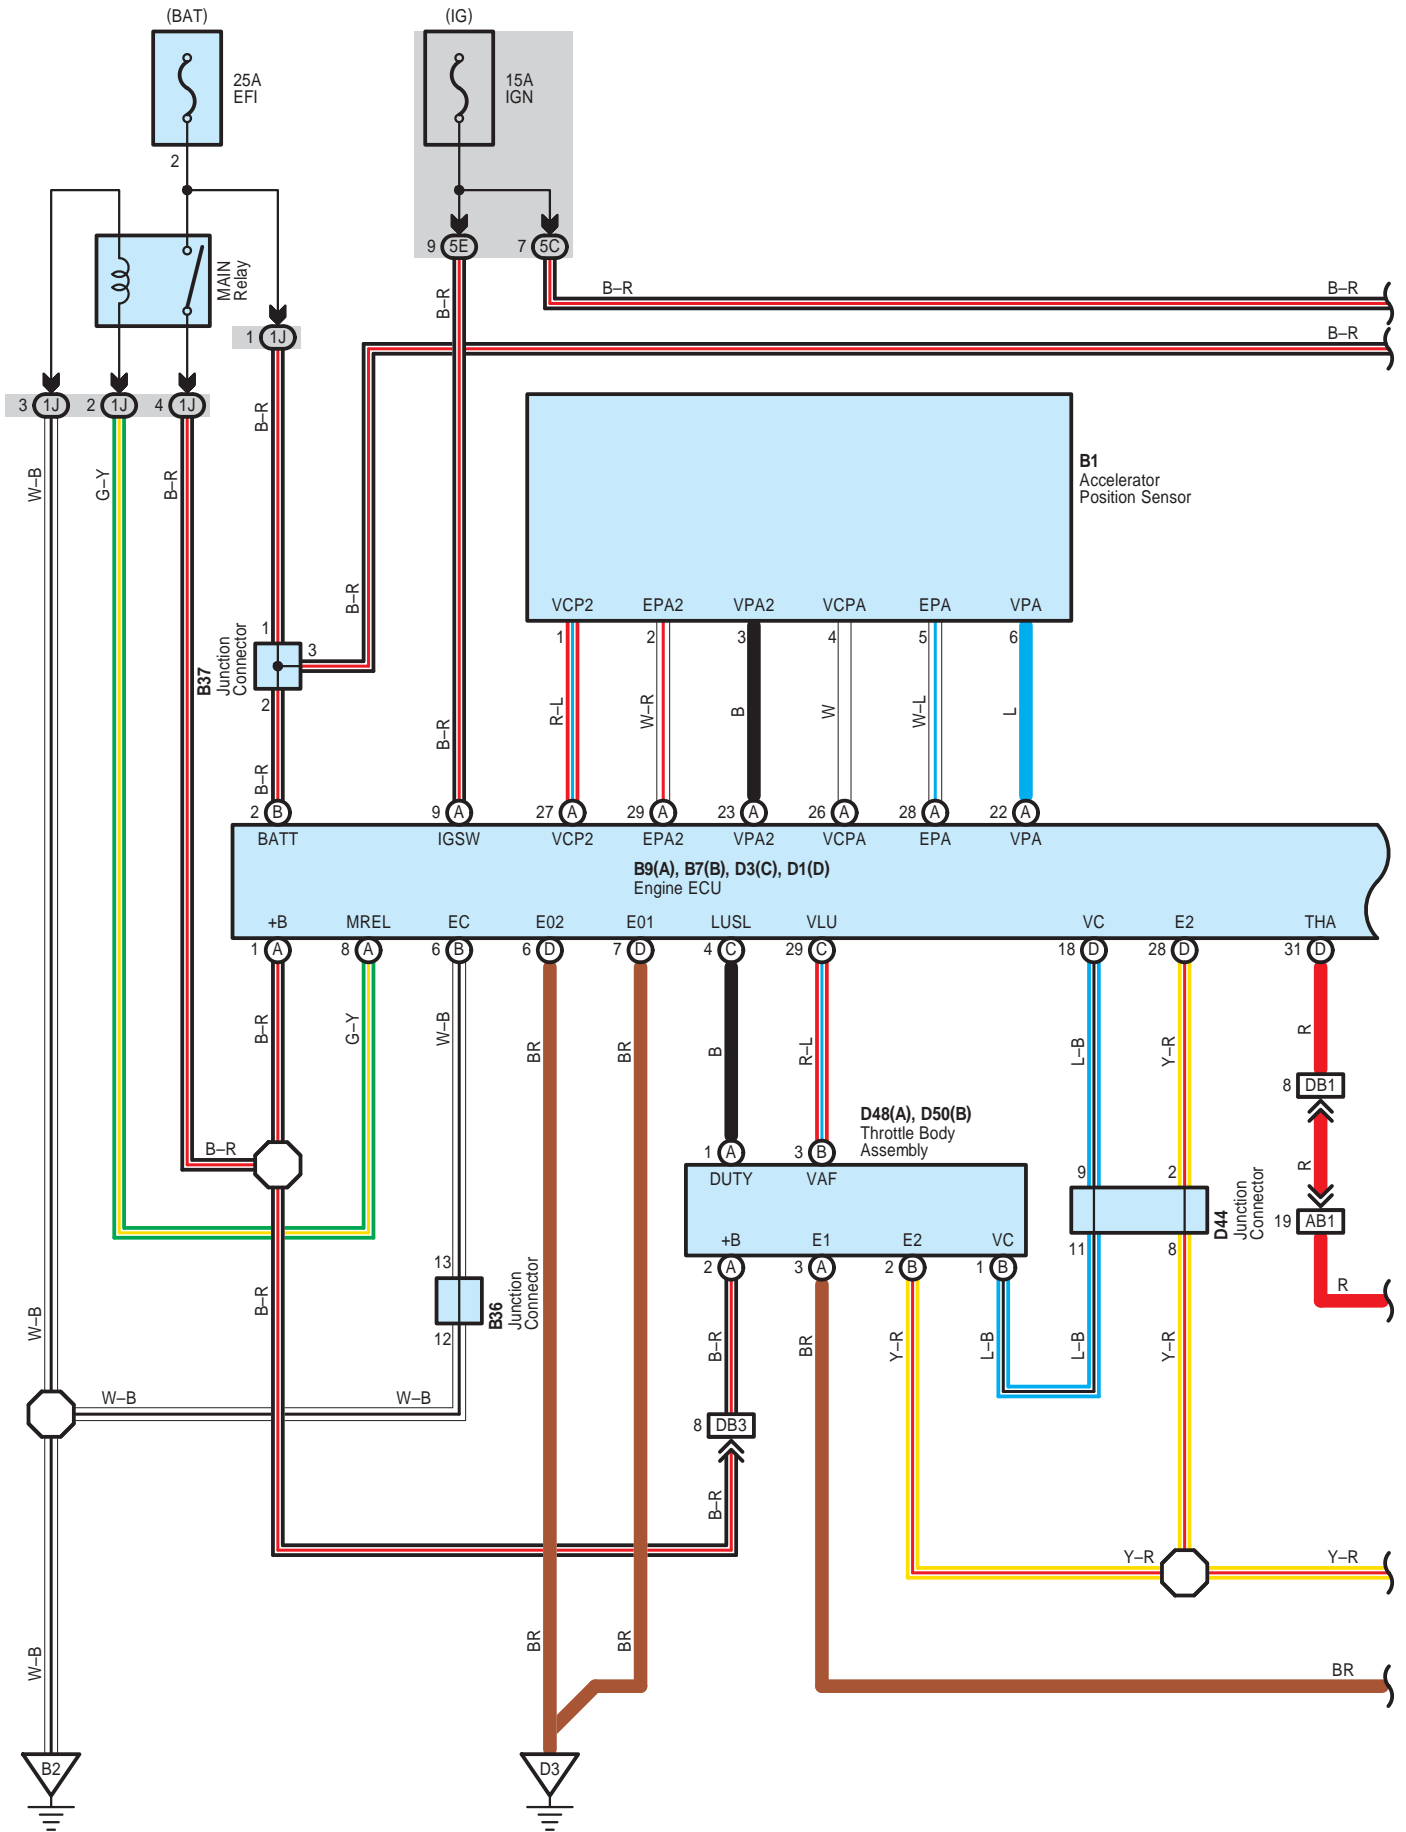 (BAT)
(IG)
25A
EFI
15A
IGN
2
MAIN
Relay
9 5E
7 5C
B–R
B–R
B–R
B–R
1 1J
3 1J
2 1J
4 1J
W–B
G–Y
B–R
B–R
B1
Accelerator
Position Sensor
B–R
VCP2
EPA2
VPA2
VCPA
EPA
VPA
1
2
3
4
5
6
1
3
2
B37
Junction
Connector
B–R
B–R
R–L
W–R
B
W
W–L
L
2 B
9 A
27 A
29 A
23 A
26 A
28 A
22 A
BATT
IGSW
VCP2
EPA2
VPA2
VCPA
EPA
VPA
B9(A), B7(B), D3(C), D1(D)
Engine ECU
+B
MREL
EC
E02
E01
LUSL
VLU
VC
E2
THA
1 A
8 A
6 B
6 D
7 D
4 C
29 C
18 D
28 D
31 D
B–R
G–Y
W–B
BR
BR
B
R–L
L–B
Y–R
R
8 DB1
D48(A), D50(B)
Throttle Body
Assembly
B–R
1 A
3 B
R
9
2
DUTY
VAF
D44
Junction
Connector
19 AB1
+B
E1
E2
VC
11
8
2 A
3 A
2 B
1 B
13
12
B36
Junction
Connector
R
W–B
B–R
B–R
BR
Y–R
L–B
L–B
Y–R
W–B
W–B
8 DB3
B–R
Y–R
Y–R
W–B
BR
BR
BR
B2
D3